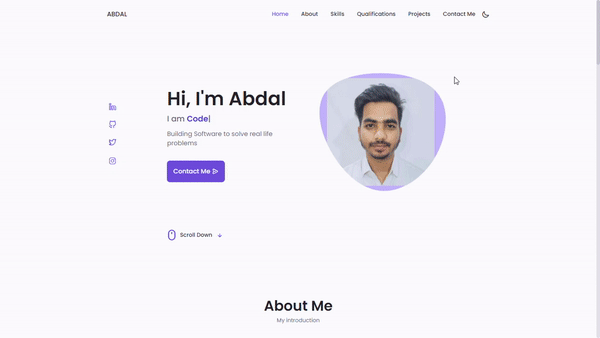 ABDAL
Home About Skills Qualifications Projects Contact Me
Hi, I'm Abdal
I am Code|
Building Software to solve real life
problems
Contact Me
Scroll Down
About Me
My introduction